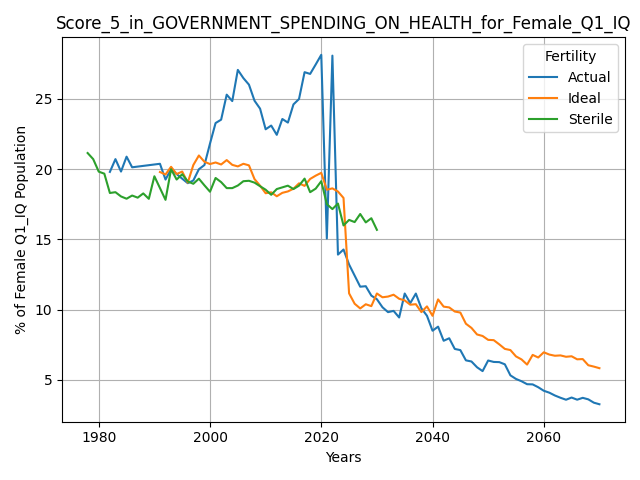 Score_5_in_GOVERNMENT_SPENDING_ON_HEALTH_for_Female_Q1_IQ
% of Female Q1_IQ Population
25
20
15
10
5
Fertility
Actual
Ideal
Sterile
1980
2000
2020
2040
2060
Years